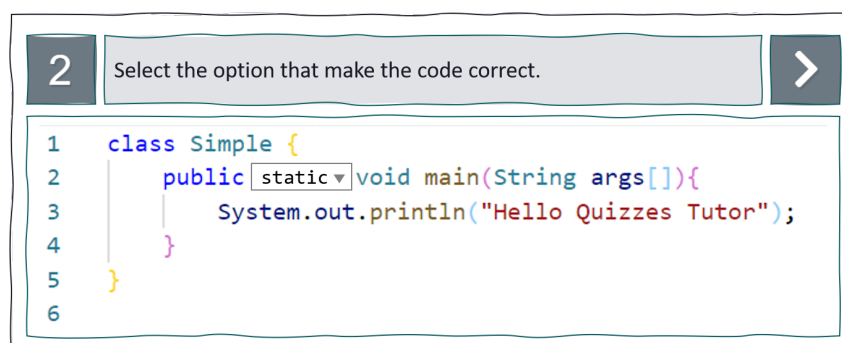 2
Select the option that make the code correct.
1 class Simple {
2 public static void main(String args[]){
3 System.out.println("Hello Quizzes Tutor");
4 }
5 }
6